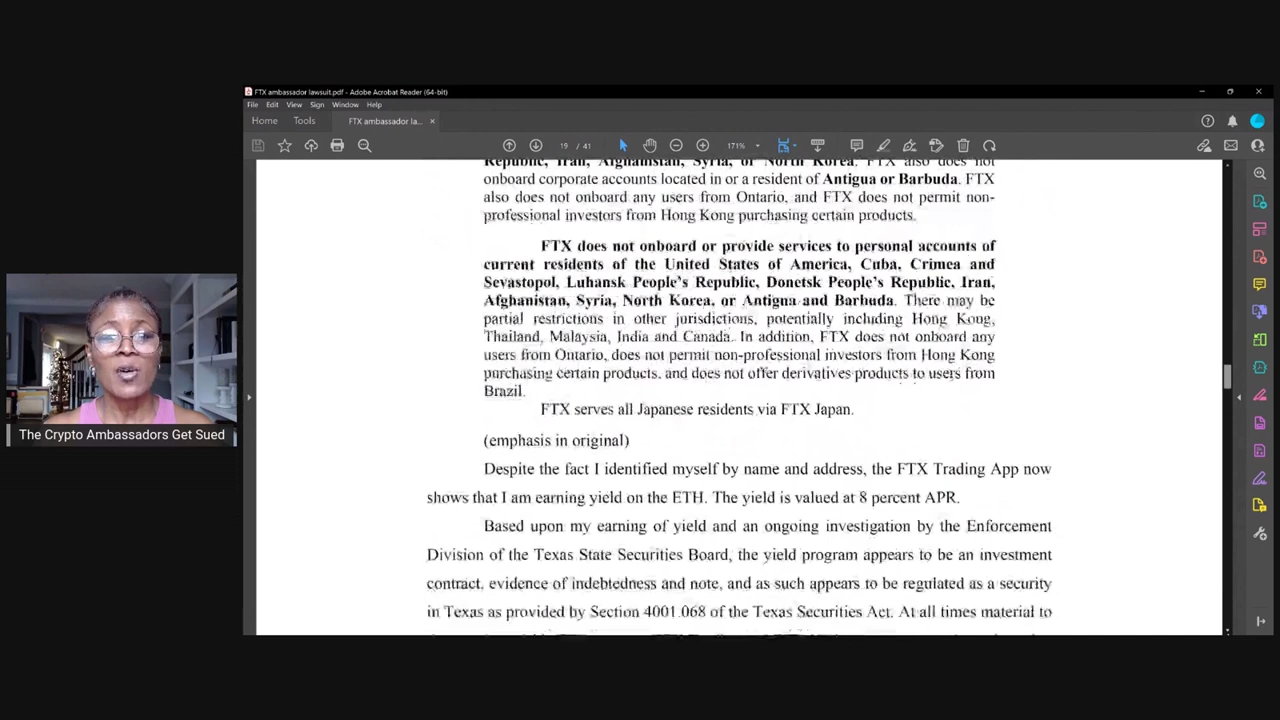 FTX ambassador lawsuit.pdf - Adobe Acrobat Reader (64-bit)
File Edit View Sign Window Help
Home Tools FTX ambassador la... ×
19 / 41 171%
Republic, Iran, Afghanistan, Syria, or North Korea. FTX also does not
onboard corporate accounts located in or a resident of Antigua or Barbuda. FTX
also does not onboard any users from Ontario, and FTX does not permit non-
professional investors from Hong Kong purchasing certain products.
FTX does not onboard or provide services to personal accounts of
current residents of the United States of America, Cuba, Crimea and
Sevastopol, Luhansk People's Republic, Donetsk People's Republic, Iran,
Afghanistan, Syria, North Korea, or Antigua and Barbuda. There may be
partial restrictions in other jurisdictions, potentially including Hong Kong,
Thailand, Malaysia, India and Canada. In addition, FTX does not onboard any
users from Ontario, does not permit non-professional investors from Hong Kong
purchasing certain products, and does not offer derivatives products to users from
Brazil.
FTX serves all Japanese residents via FTX Japan.
(emphasis in original)
Despite the fact I identified myself by name and address, the FTX Trading App now
shows that I am earning yield on the ETH. The yield is valued at 8 percent APR.
Based upon my earning of yield and an ongoing investigation by the Enforcement
Division of the Texas State Securities Board, the yield program appears to be an investment
contract, evidence of indebtedness and note, and as such appears to be regulated as a security
in Texas as provided by Section 4001.068 of the Texas Securities Act. At all times material to
The Crypto Ambassadors Get Sued